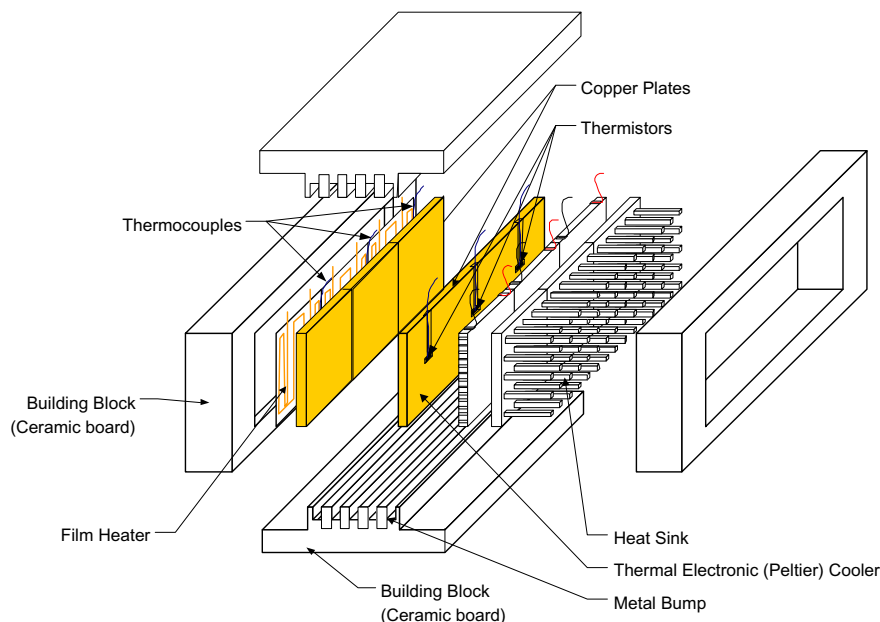 Copper Plates
Thermistors
Thermocouples
Building Block
(Ceramic board)
Film Heater
Heat Sink
Thermal Electronic (Peltier) Cooler
Building Block
(Ceramic board)
Metal Bump